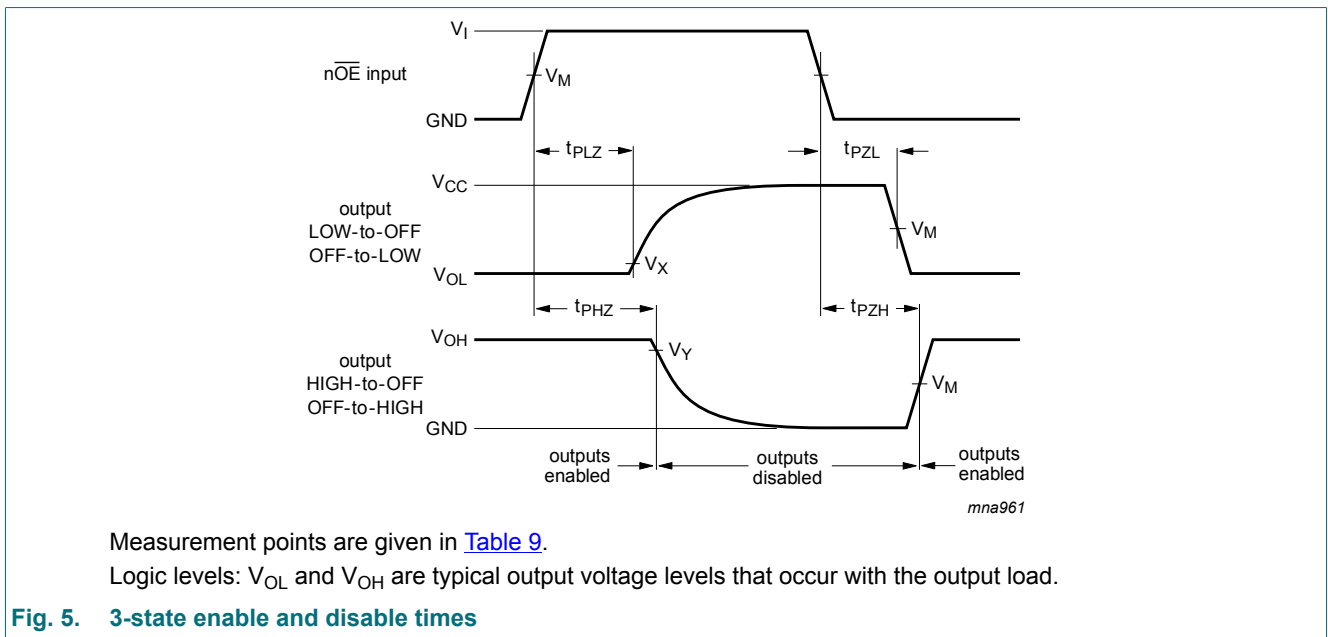 V_I
nO̅E̅ input
V_M
GND
t_PLZ
t_PZL
V_CC
output
LOW-to-OFF
OFF-to-LOW
V_M
V_X
V_OL
t_PHZ
t_PZH
V_OH
output
HIGH-to-OFF
OFF-to-HIGH
V_Y
V_M
GND
outputs
enabled
outputs
disabled
outputs
enabled
mna961
Measurement points are given in Table 9.
Logic levels: V_OL and V_OH are typical output voltage levels that occur with the output load.
Fig. 5. 3-state enable and disable times